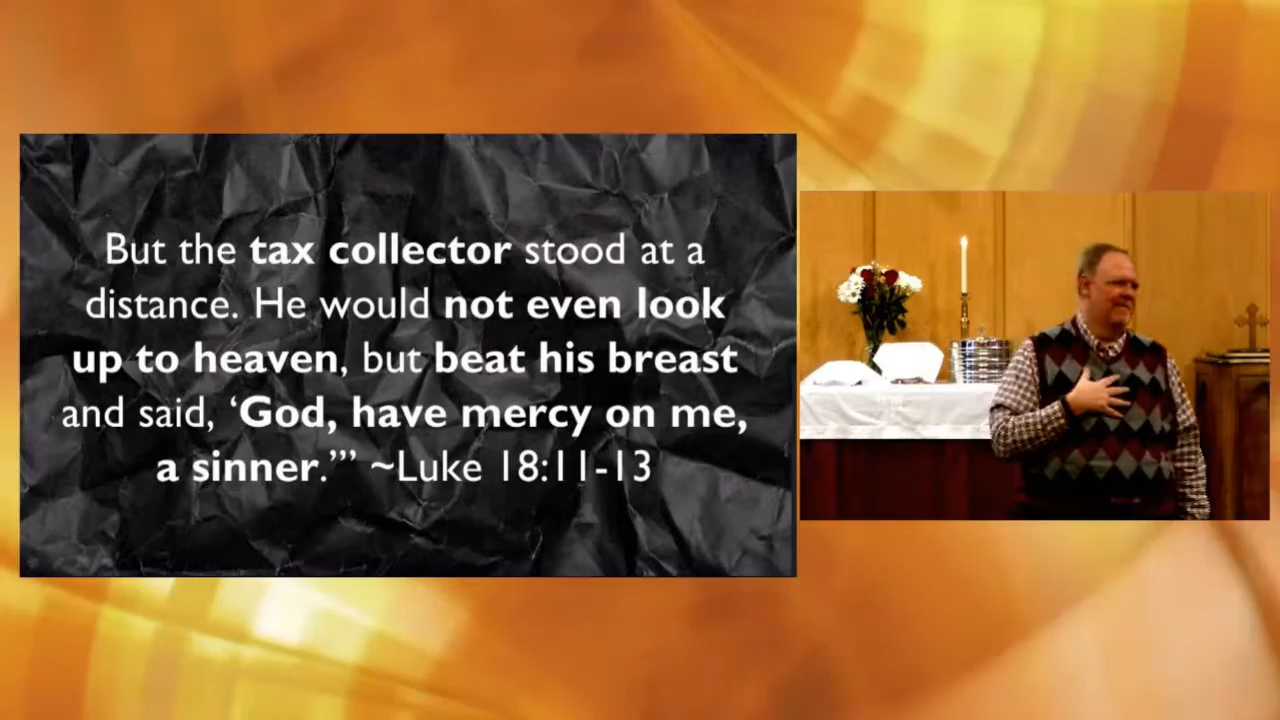 But the tax collector stood at a
distance. He would not even look
up to heaven, but beat his breast
and said, ‘God, have mercy on me,
a sinner.’” ~Luke 18:11-13